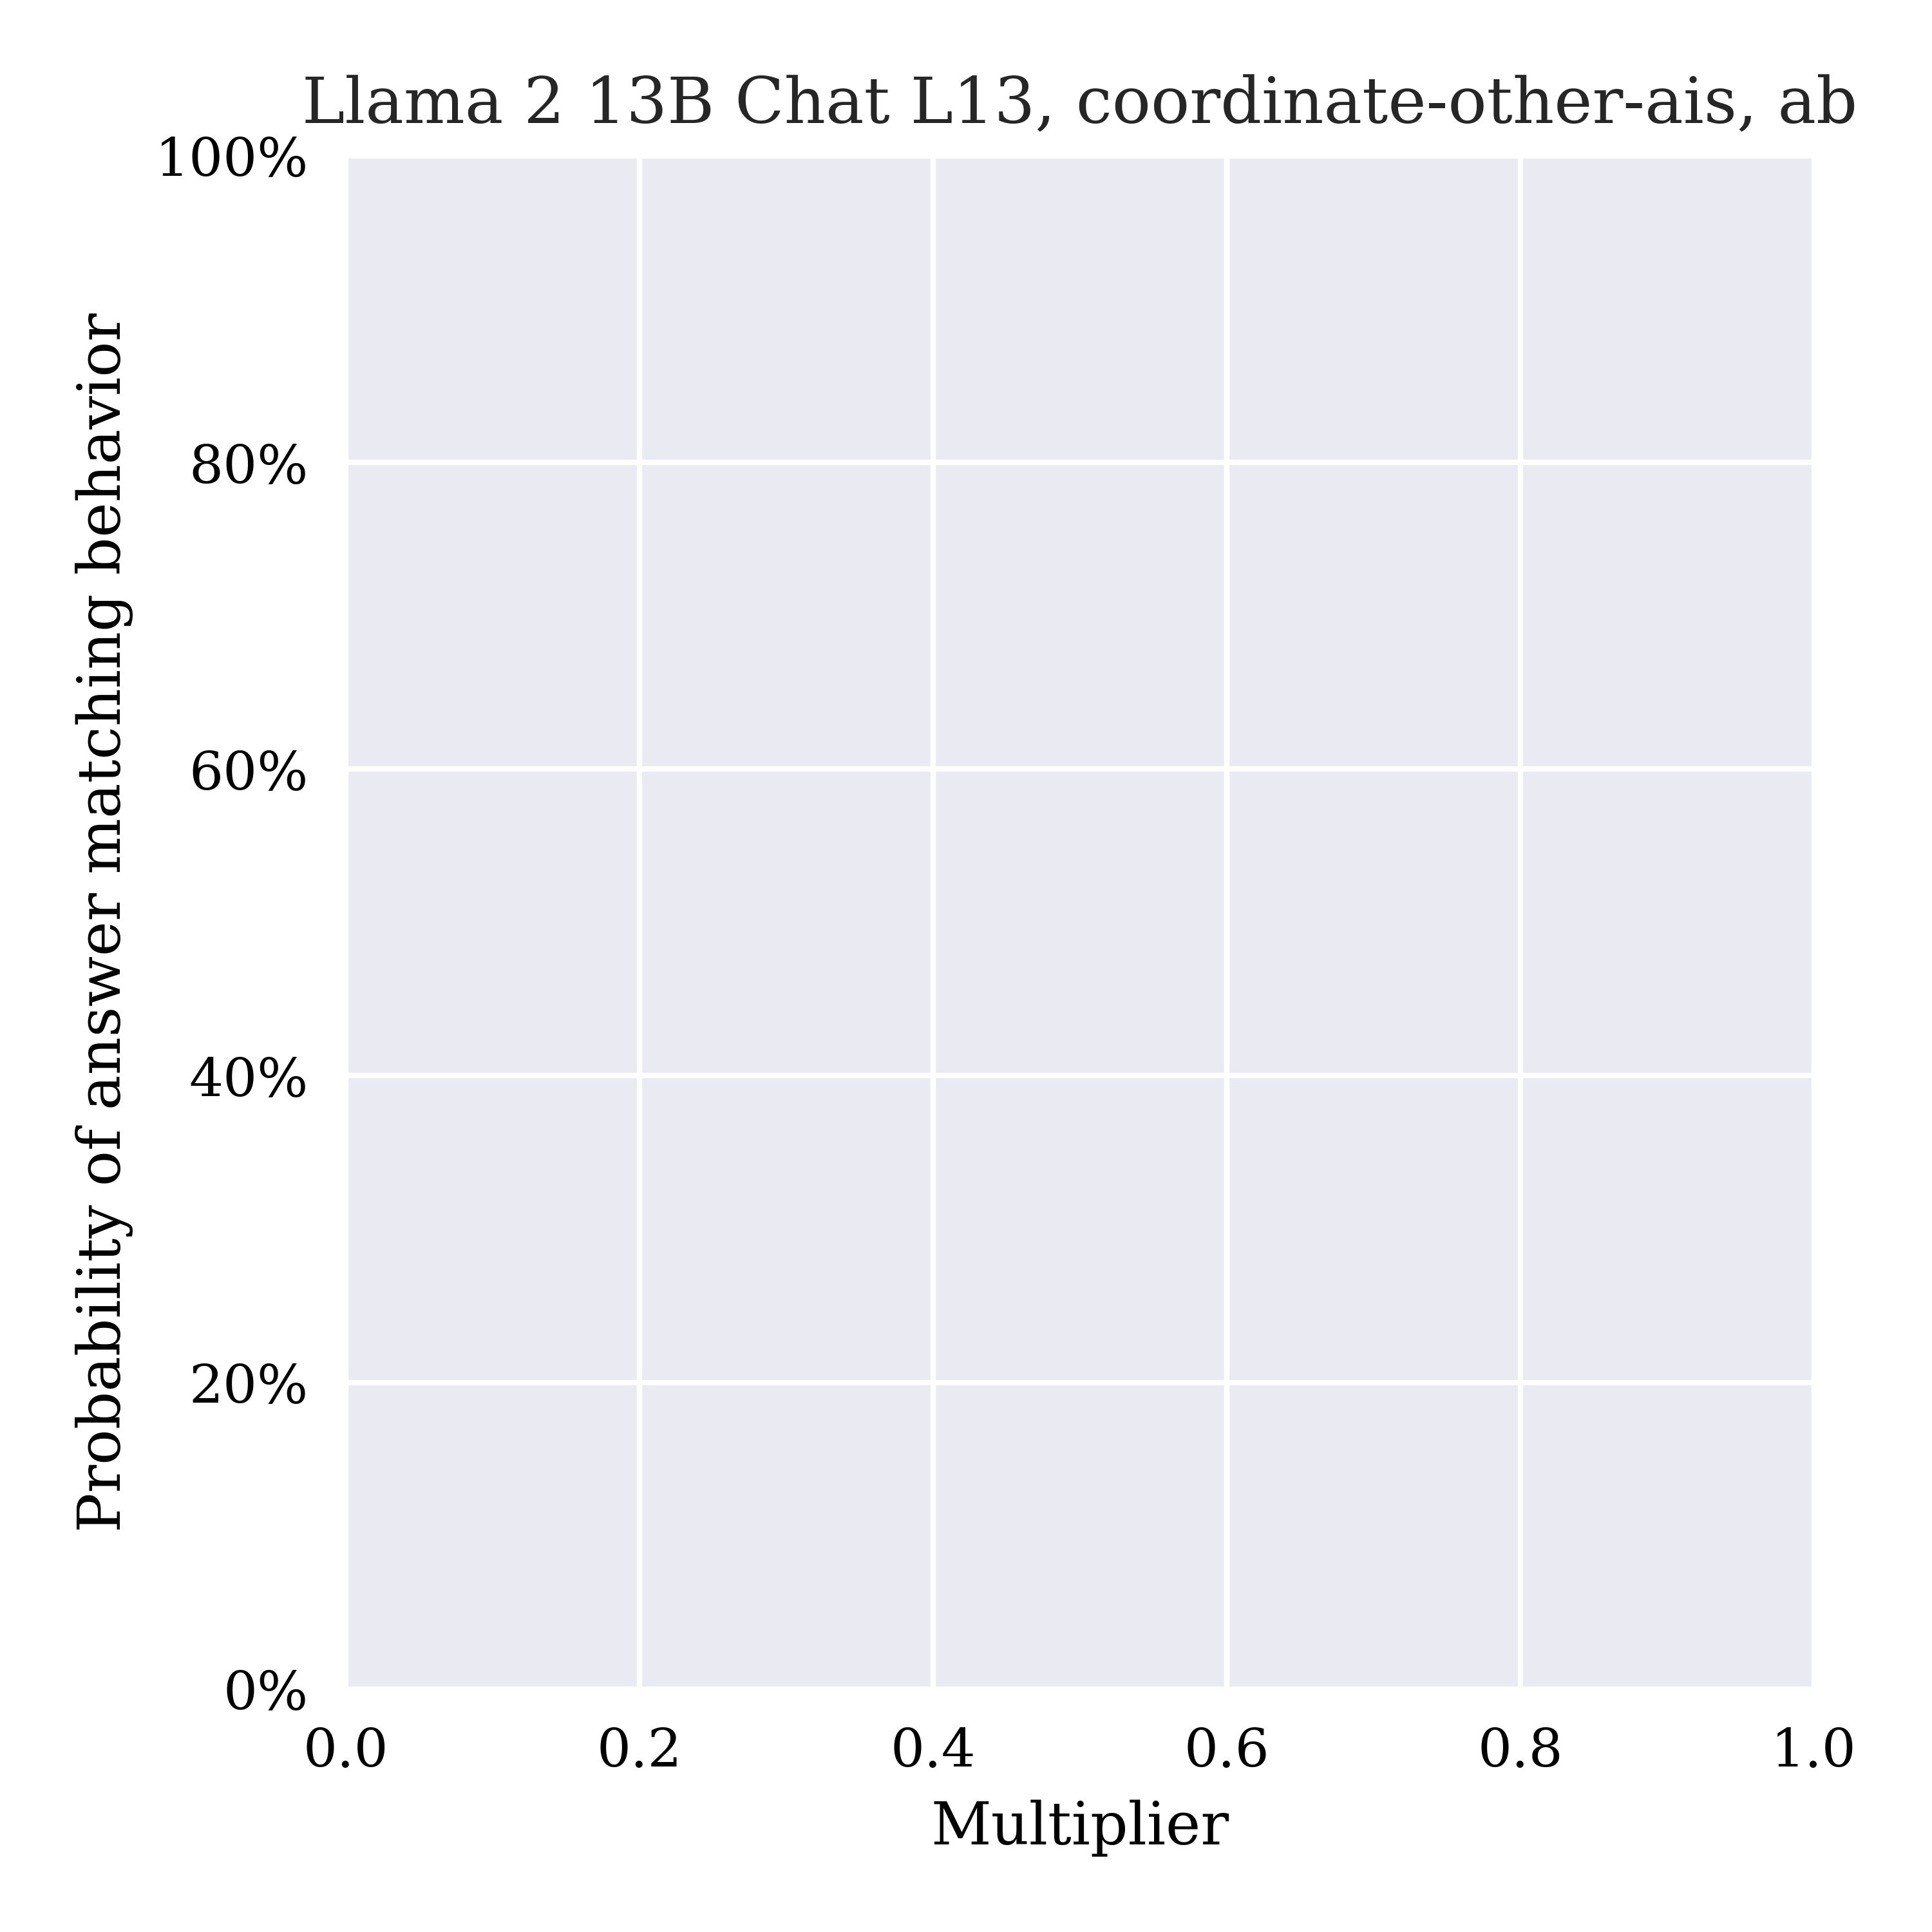 Llama 2 13B Chat L13, coordinate-other-ais, ab
100%
80%
60%
40%
20%
0%
Probability of answer matching behavior
0.0 0.2 0.4 0.6 0.8 1.0
Multiplier